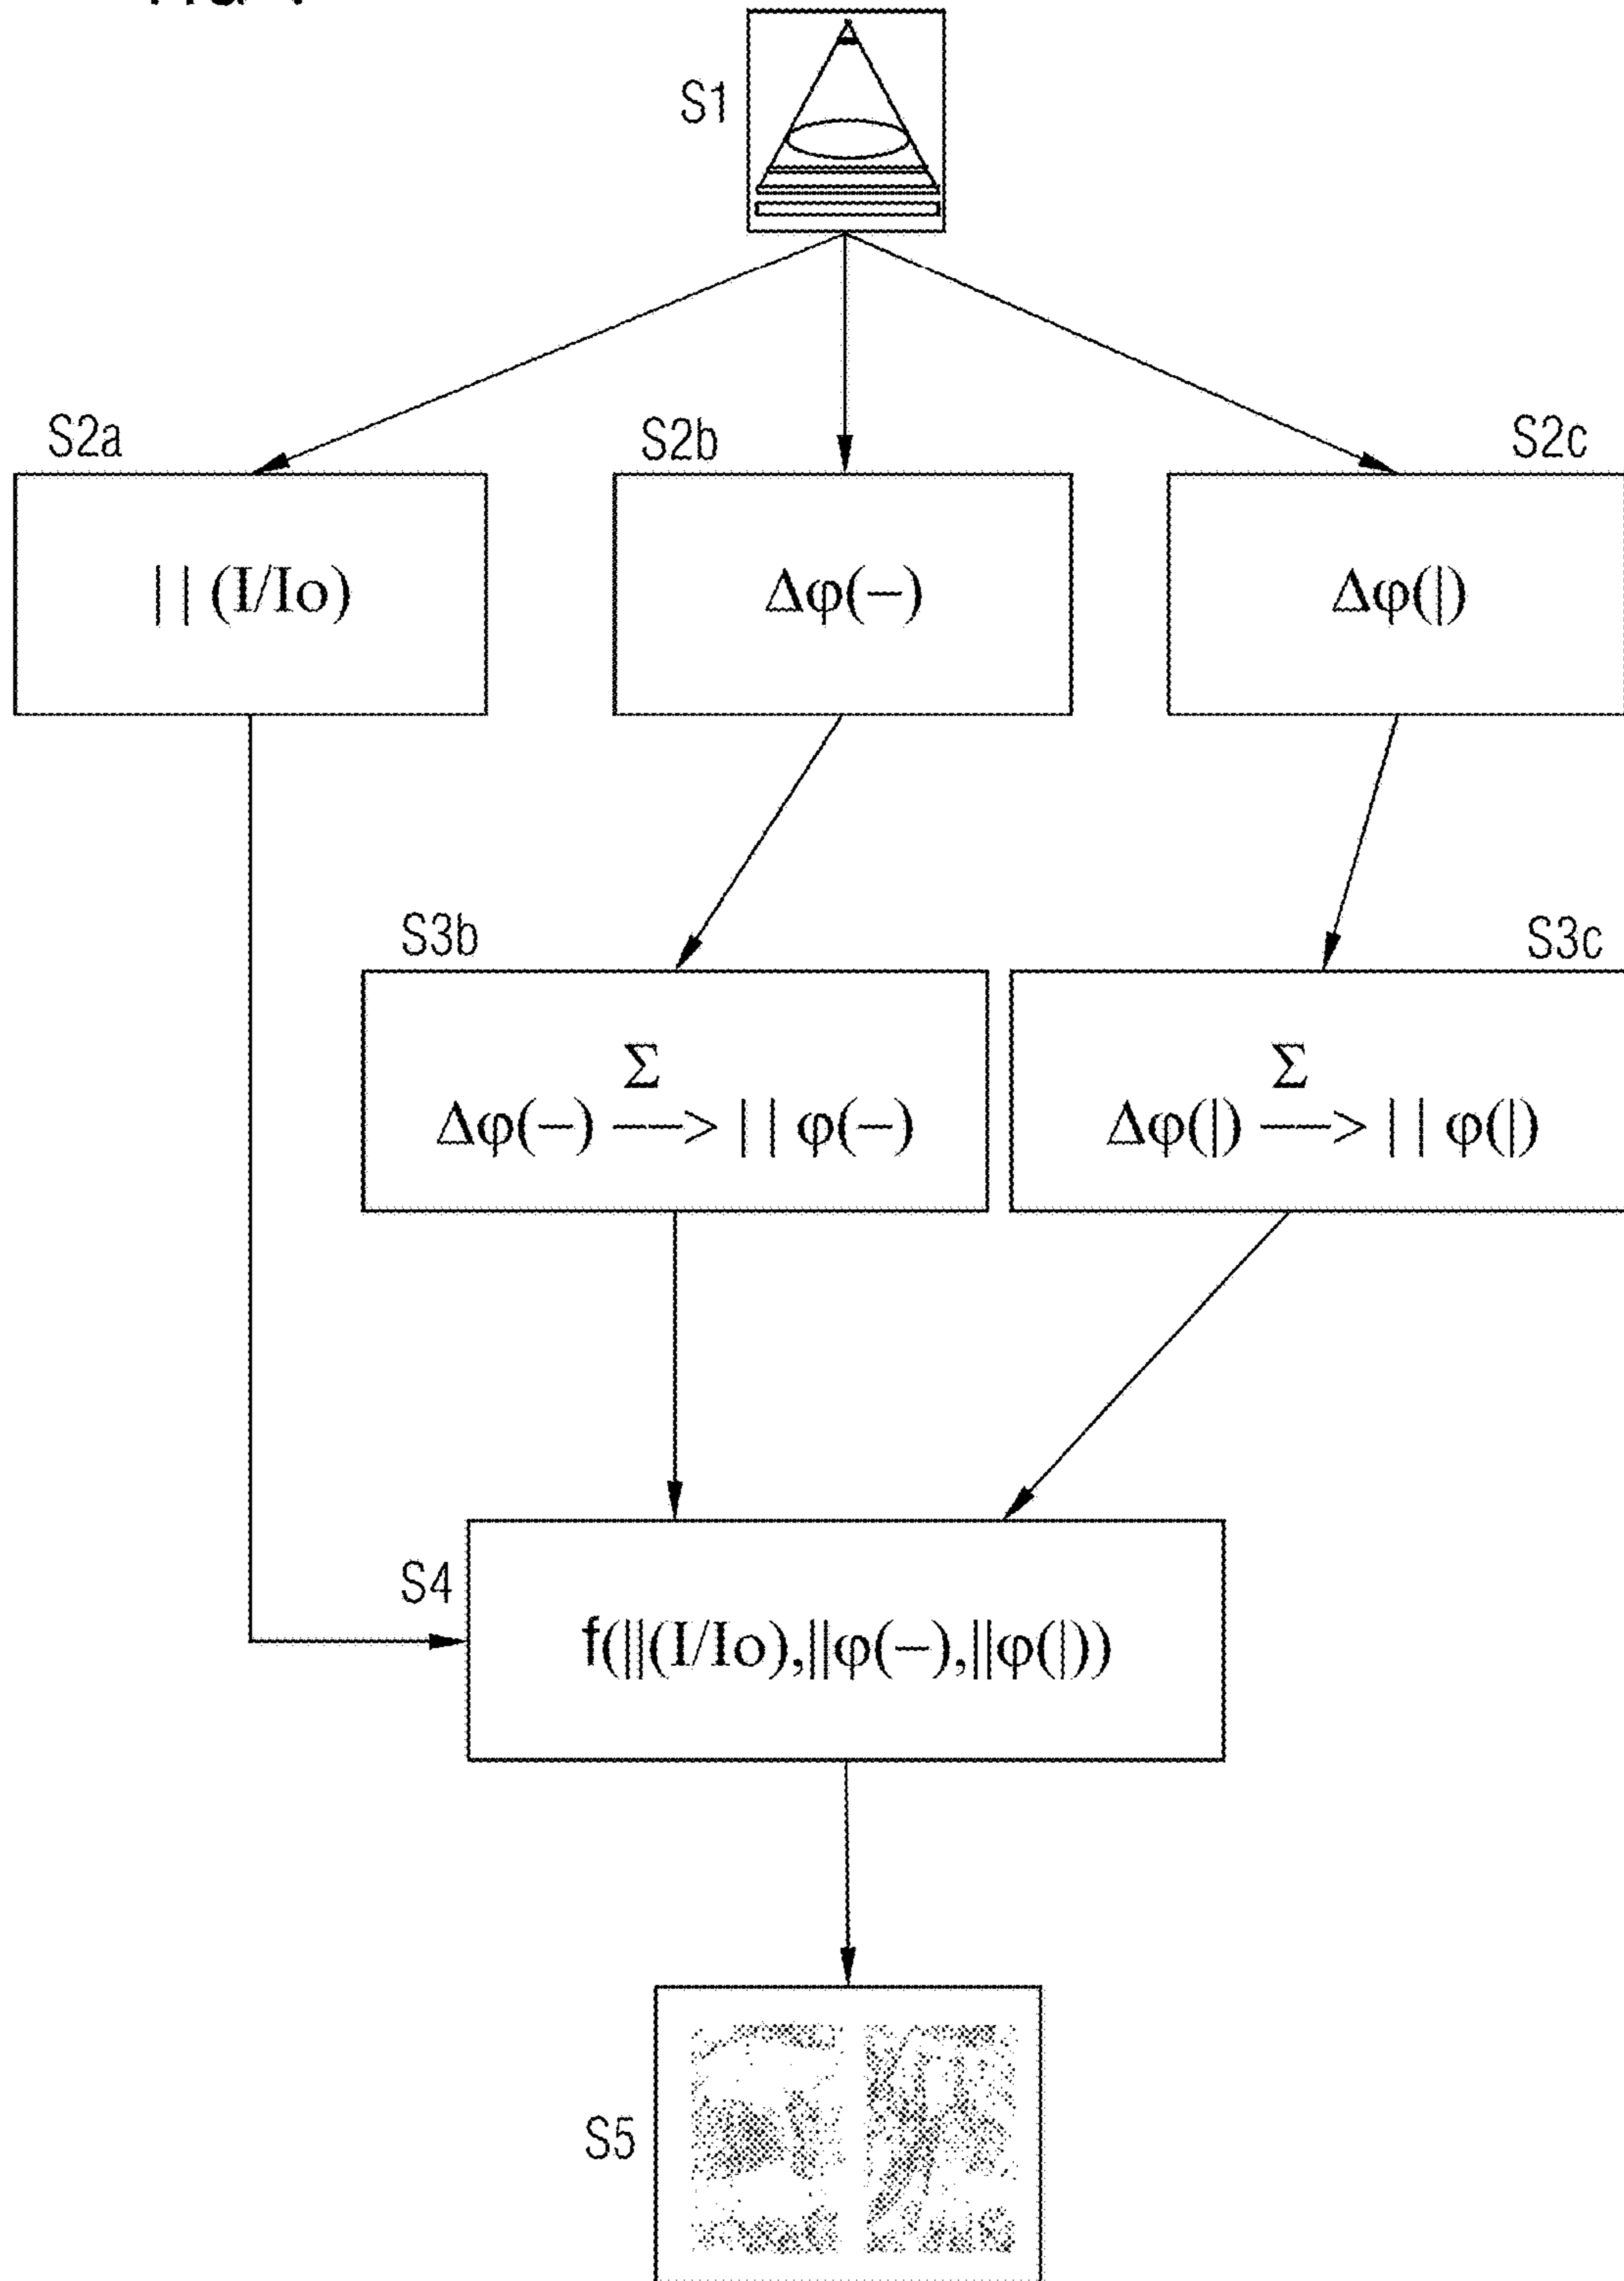 S1
S2a
S2b
S2c
|| (I/Io)
Δφ(–)
Δφ(|)
S3b
S3c
Σ
Δφ(–) ––> || φ(–)
Σ
Δφ(|) ––> || φ(|)
S4
f(||(I/Io),||φ(–),||φ(|))
S5